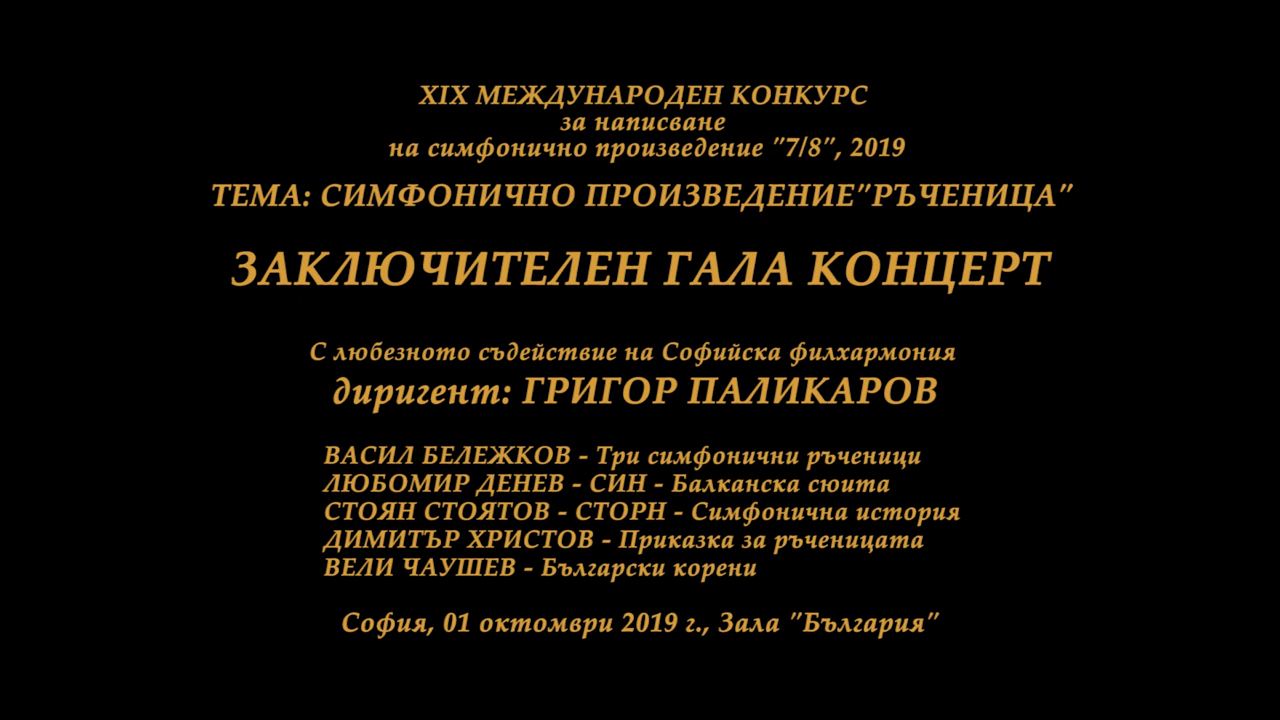 XIX МЕЖДУНАРОДЕН КОНКУРС
за написване
на симфонично произведение "7/8", 2019
ТЕМА: СИМФОНИЧНО ПРОИЗВЕДЕНИЕ"РЪЧЕНИЦА"
ЗАКЛЮЧИТЕЛЕН ГАЛА КОНЦЕРТ
С любезното съдействие на Софийска филхармония
диригент: ГРИГОР ПАЛИКАРОВ
ВАСИЛ БЕЛЕЖКОВ - Три симфонични ръченици
ЛЮБОМИР ДЕНЕВ - СИН - Балканска сюита
СТОЯН СТОЯТОВ - СТОРН - Симфонична история
ДИМИТЪР ХРИСТОВ - Приказка за ръченицата
ВЕЛИ ЧАУШЕВ - Български корени
София, 01 октомври 2019 г., Зала "България"